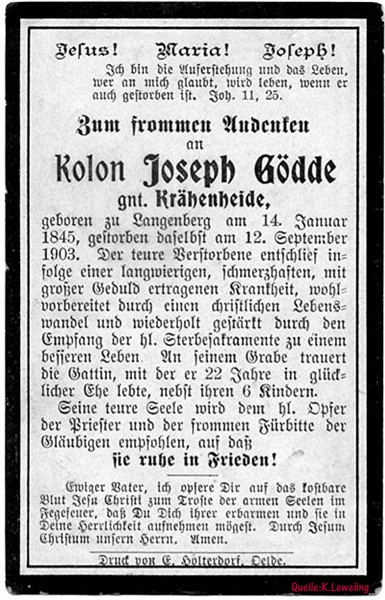 Jesus! Maria! Joseph!
Ich bin die Auferstehung und das Leben,
wer an mich glaubt, wird leben, wenn er
auch gestorben ist. Joh. 11, 25.
Zum frommen Andenken
an
Kolon Joseph Gödde
gnt. Krähenheide,
geboren zu Langenberg am 14. Januar
1845, gestorben daselbst am 12. September
1903. Der teure Verstorbene entschlief in-
folge einer langwierigen, schmerzhaften, mit
großer Geduld ertragenen Krankheit, wohl-
vorbereitet durch einen christlichen Lebens-
wandel und wiederholt gestärkt durch den
Empfang der hl. Sterbesakramente zu einem
besseren Leben. An seinem Grabe trauert
die Gattin, mit der er 22 Jahre in glück-
licher Ehe lebte, nebst ihren 6 Kindern.
Seine teure Seele wird dem hl. Opfer
der Priester und der frommen Fürbitte der
Gläubigen empfohlen, auf daß
sie ruhe in Frieden!
Ewiger Vater, ich opfere Dir auf das kostbare
Blut Jesu Christi zum Troste der armen Seelen im
Fegefeuer, daß Du Dich ihrer erbarmen und sie in
Deine Herrlichkeit aufnehmen mögest. Durch Jesum
Christum unsern Herrn. Amen.
Druck von E. Holterdorf, Oelde.
Quelle:K.Leweling